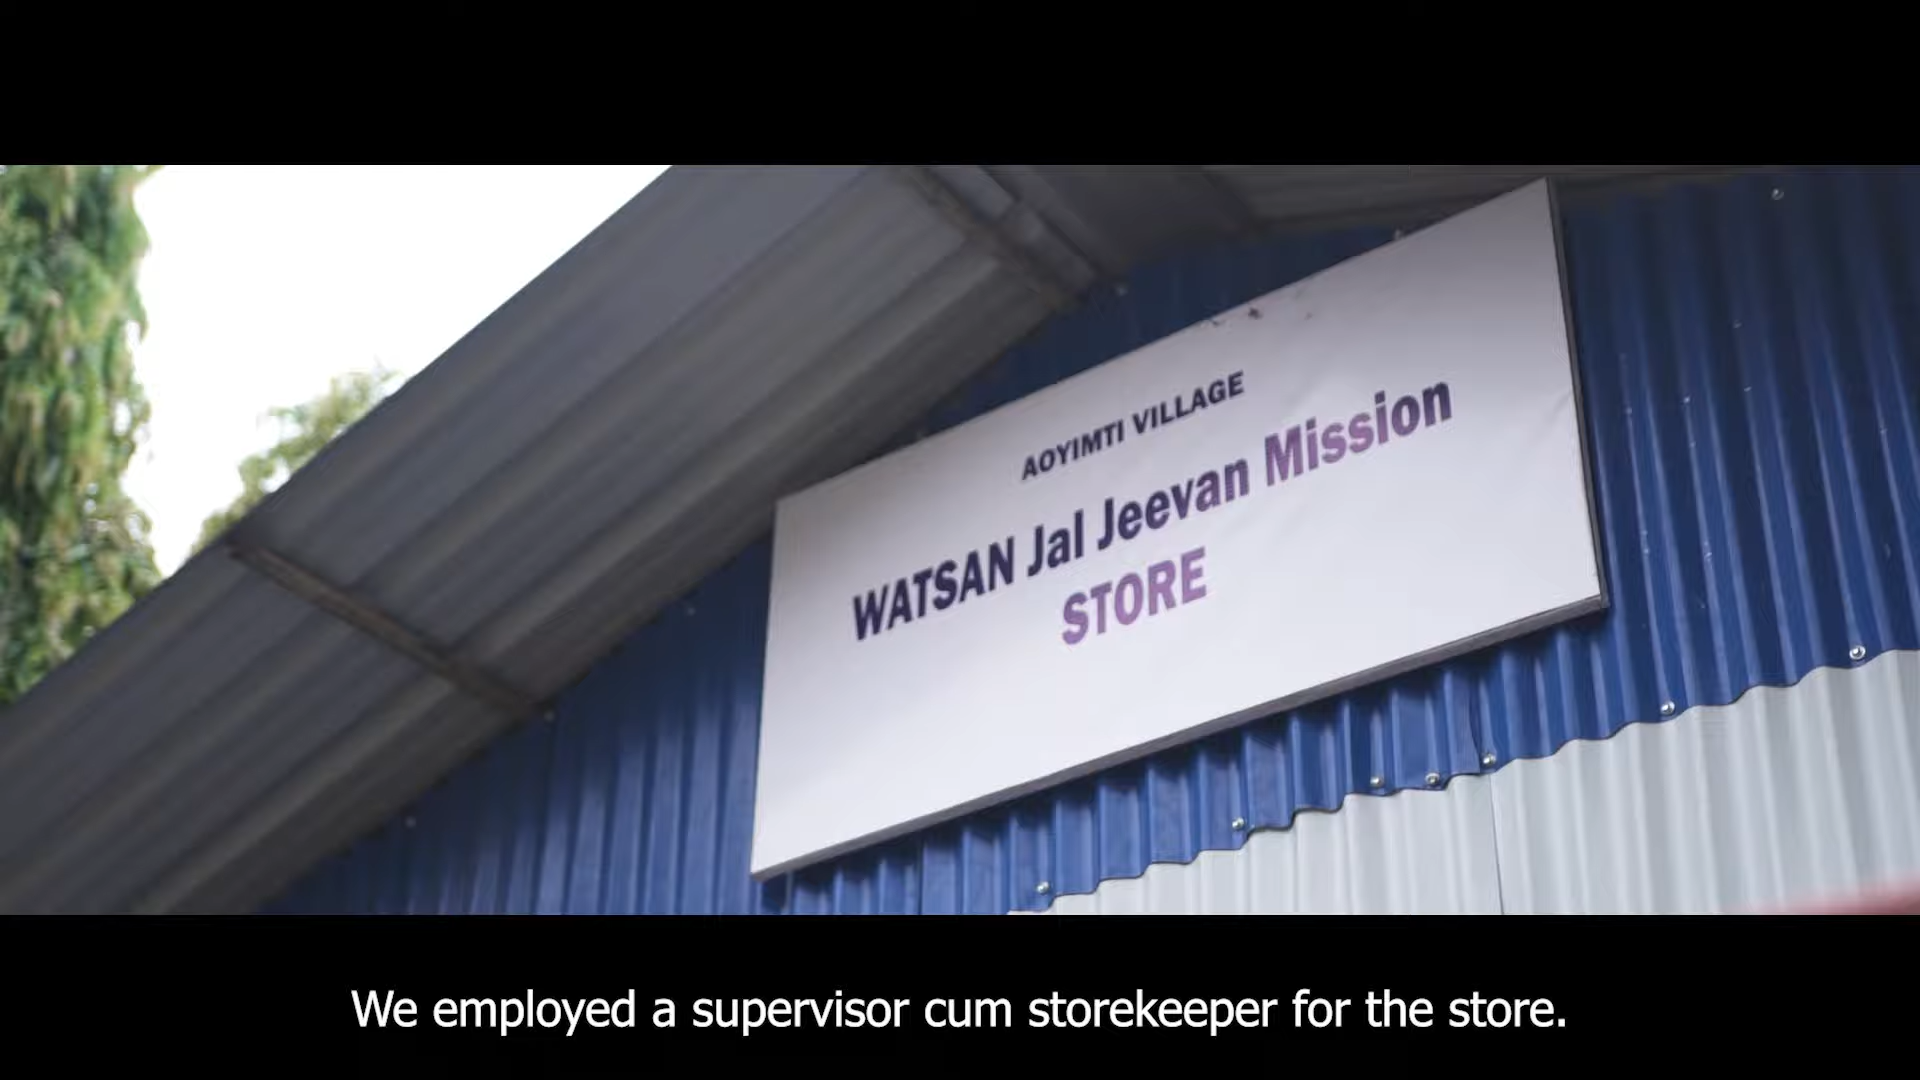 AOYIMTI VILLAGE
WATSAN Jal Jeevan Mission
STORE
We employed a supervisor cum storekeeper for the store.